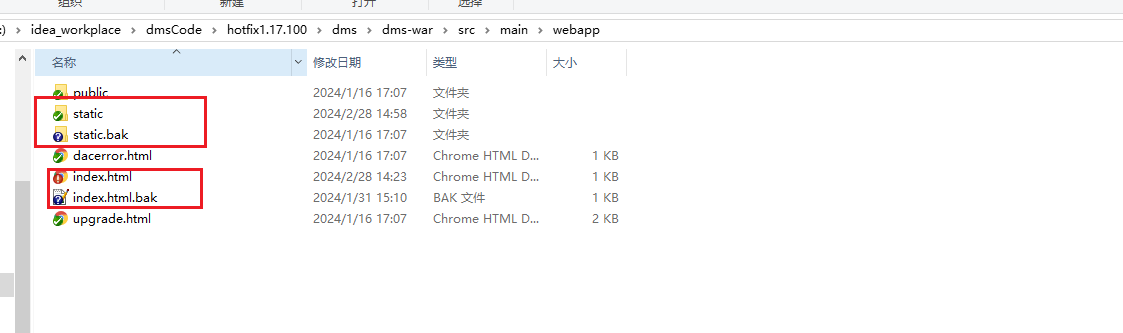 组织 新建 打开 选择
:) idea_workplace dmsCode hotfix1.17.100 dms dms-war src main webapp
名称 修改日期 类型 大小
public 2024/1/16 17:07 文件夹
static 2024/2/28 14:58 文件夹
static.bak 2024/1/16 17:07 文件夹
dacerror.html 2024/1/16 17:07 Chrome HTML D... 1 KB
index.html 2024/2/28 14:23 Chrome HTML D... 1 KB
index.html.bak 2024/1/31 15:10 BAK 文件 1 KB
upgrade.html 2024/1/16 17:07 Chrome HTML D... 2 KB